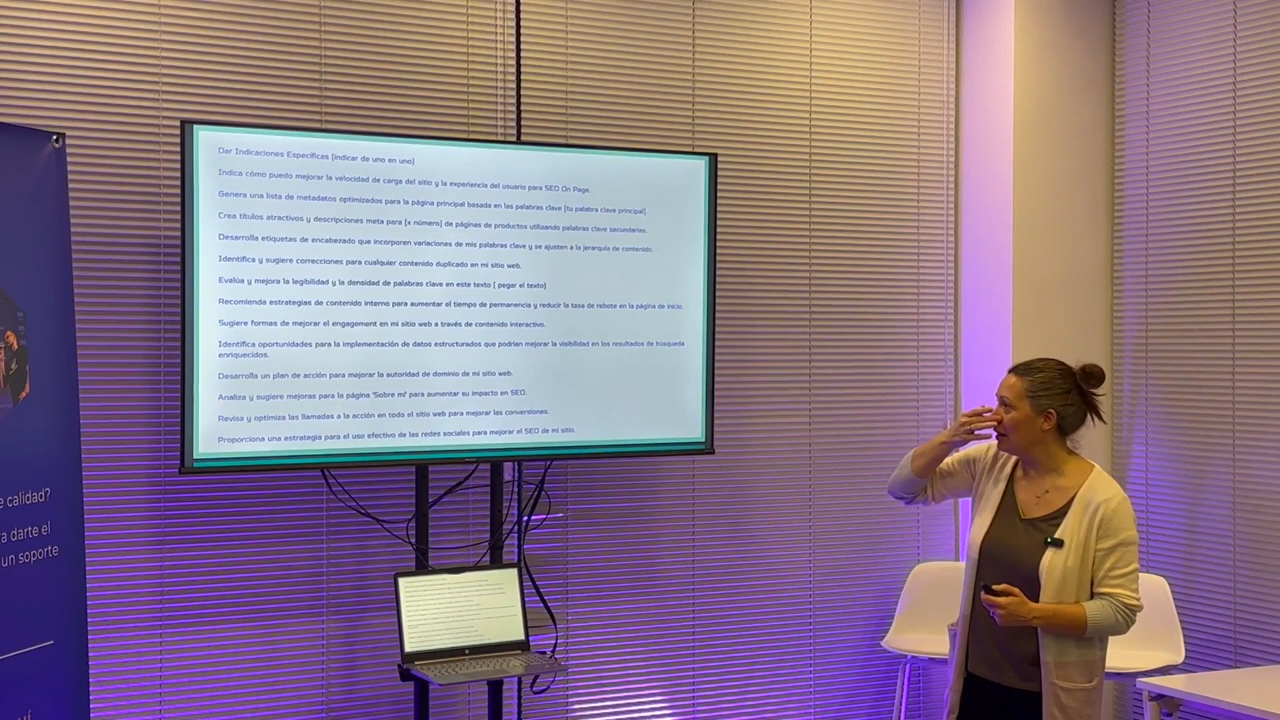 Dar Indicaciones Específicas [indicar de uno en uno]
Indica cómo puedo mejorar la velocidad de carga del sitio y la experiencia del usuario para SEO On Page.
Genera una lista de metadatos optimizados para la página principal basada en las palabras clave [tu palabra clave principal].
Crea títulos atractivos y descripciones meta para [x número] de páginas de productos utilizando palabras clave secundarias.
Desarrolla etiquetas de encabezado que incorporen variaciones de mis palabras clave y se ajusten a la jerarquía de contenido.
Identifica y sugiere correcciones para cualquier contenido duplicado en mi sitio web.
Evalúa y mejora la legibilidad y la densidad de palabras clave en este texto [ pegar el texto]
Recomienda estrategias de contenido interno para aumentar el tiempo de permanencia y reducir la tasa de rebote en la página de inicio.
Sugiere formas de mejorar el engagement en mi sitio web a través de contenido interactivo.
Identifica oportunidades para la implementación de datos estructurados que podrían mejorar la visibilidad en los resultados de búsqueda
enriquecidos.
Desarrolla un plan de acción para mejorar la autoridad de dominio de mi sitio web.
Analiza y sugiere mejoras para la página 'Sobre mí' para aumentar su impacto en SEO.
Revisa y optimiza las llamadas a la acción en todo el sitio web para mejorar las conversiones.
Proporciona una estrategia para el uso efectivo de las redes sociales para mejorar el SEO de mi sitio.
e calidad?
a darte el
un soporte